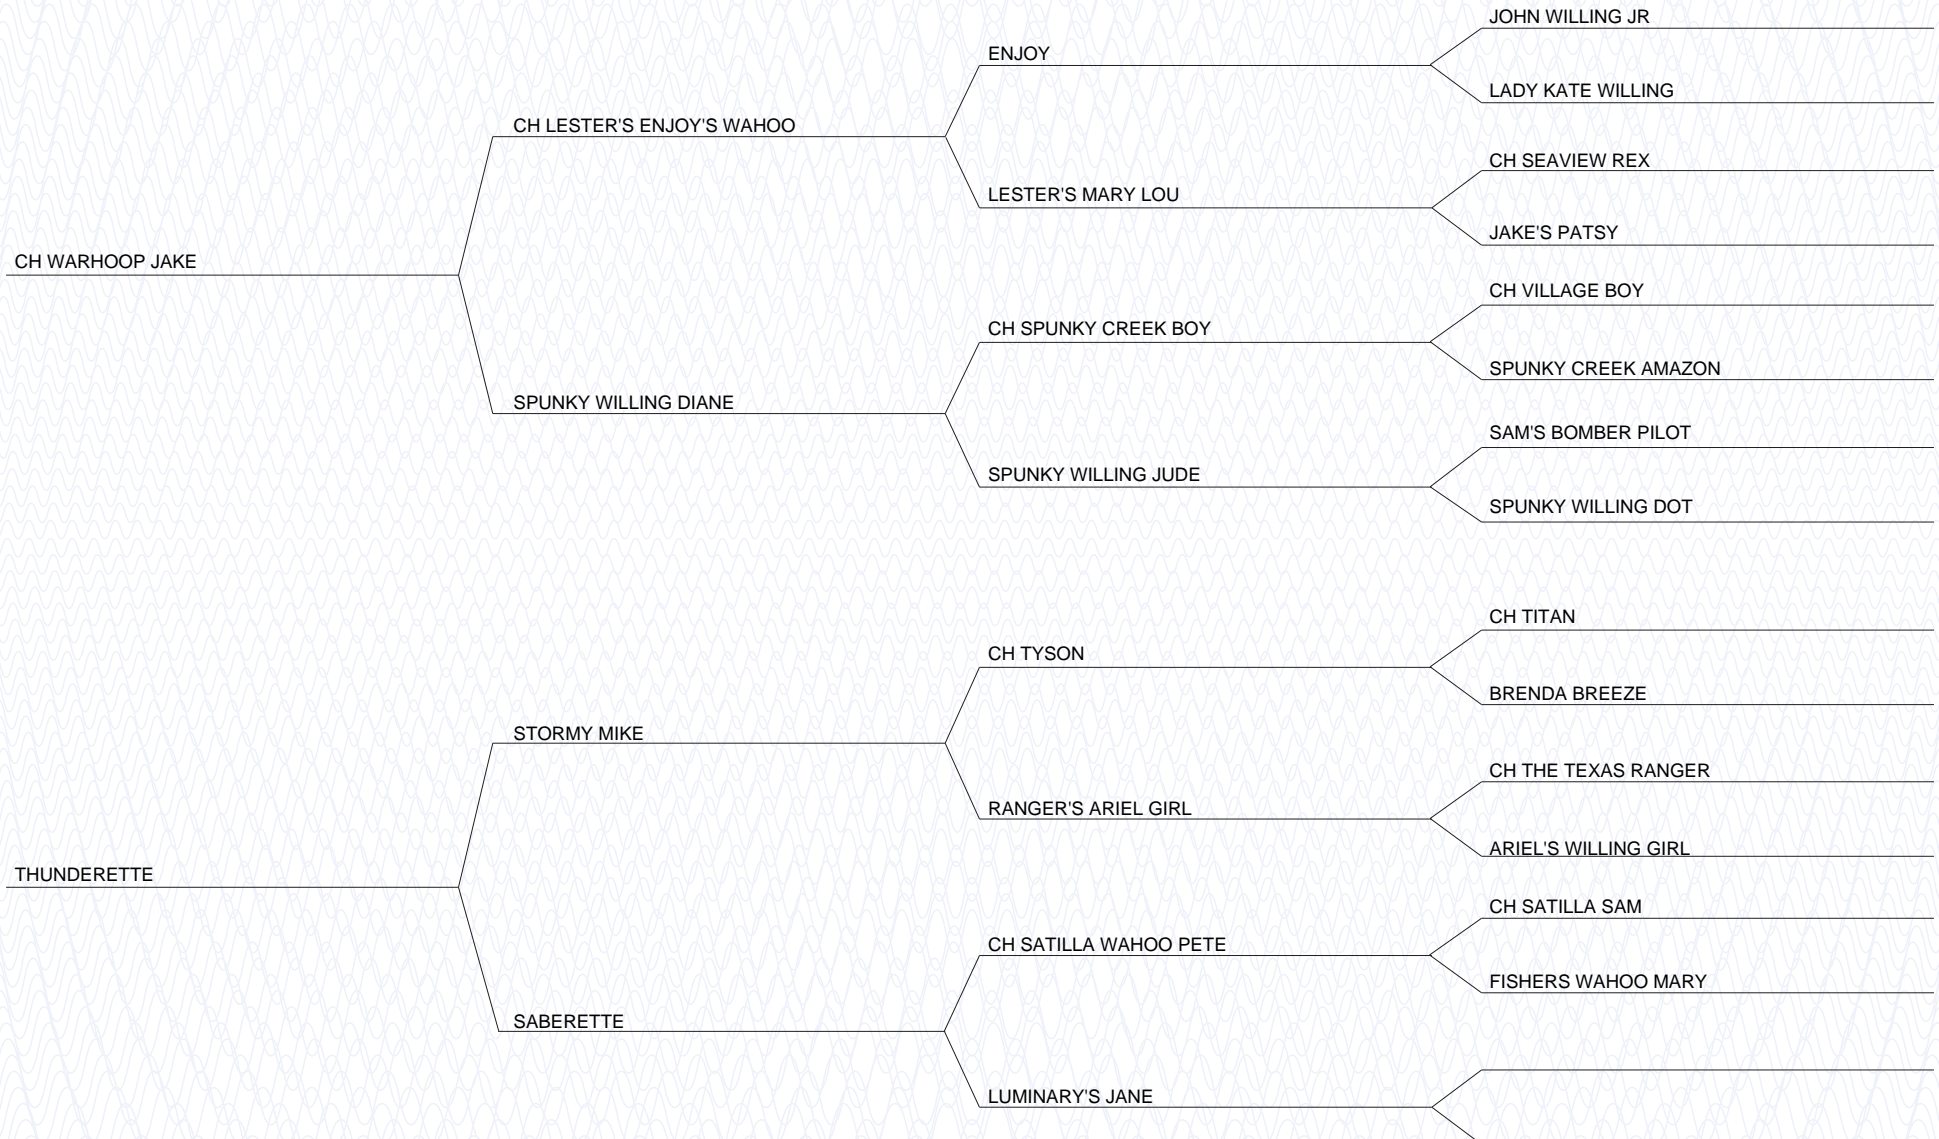 JOHN WILLING JR
ENJOY
LADY KATE WILLING
CH LESTER'S ENJOY'S WAHOO
CH SEAVIEW REX
LESTER'S MARY LOU
JAKE'S PATSY
CH WARHOOP JAKE
CH VILLAGE BOY
CH SPUNKY CREEK BOY
SPUNKY CREEK AMAZON
SPUNKY WILLING DIANE
SAM'S BOMBER PILOT
SPUNKY WILLING JUDE
SPUNKY WILLING DOT
CH TITAN
CH TYSON
BRENDA BREEZE
STORMY MIKE
CH THE TEXAS RANGER
RANGER'S ARIEL GIRL
ARIEL'S WILLING GIRL
THUNDERETTE
CH SATILLA SAM
CH SATILLA WAHOO PETE
FISHERS WAHOO MARY
SABERETTE
LUMINARY'S JANE